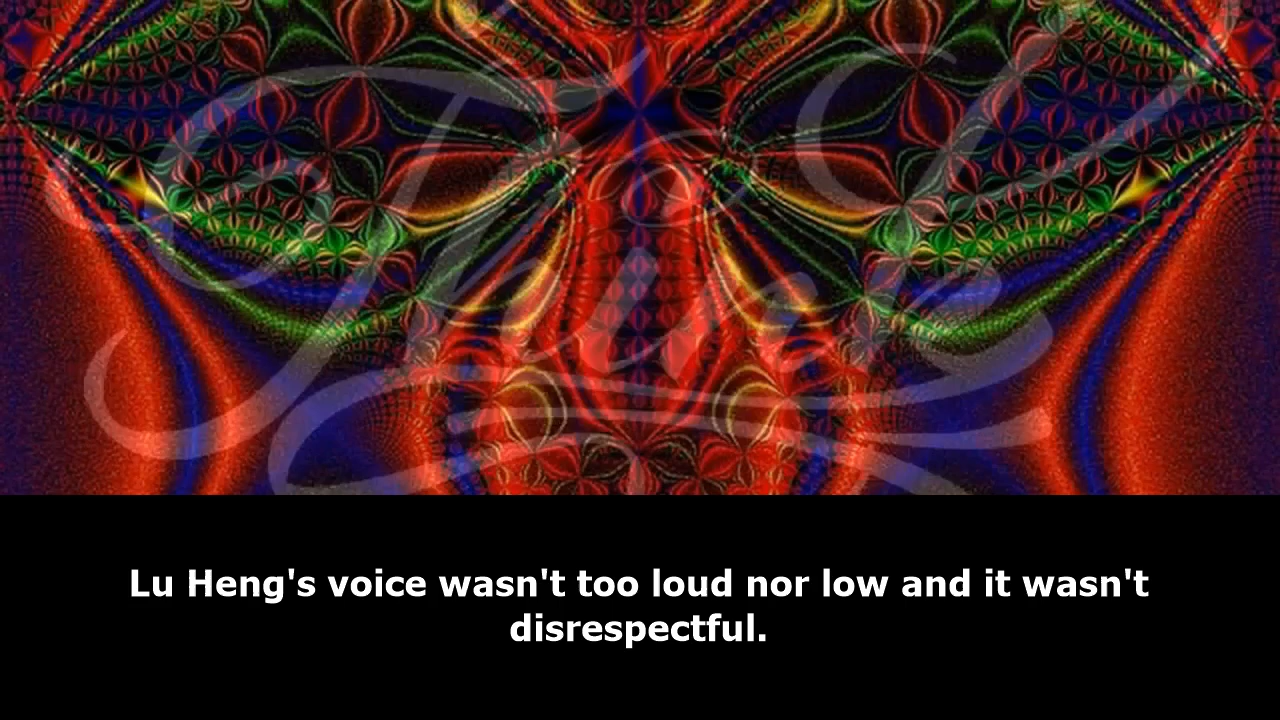 Lu Heng's voice wasn't too loud nor low and it wasn't
disrespectful.